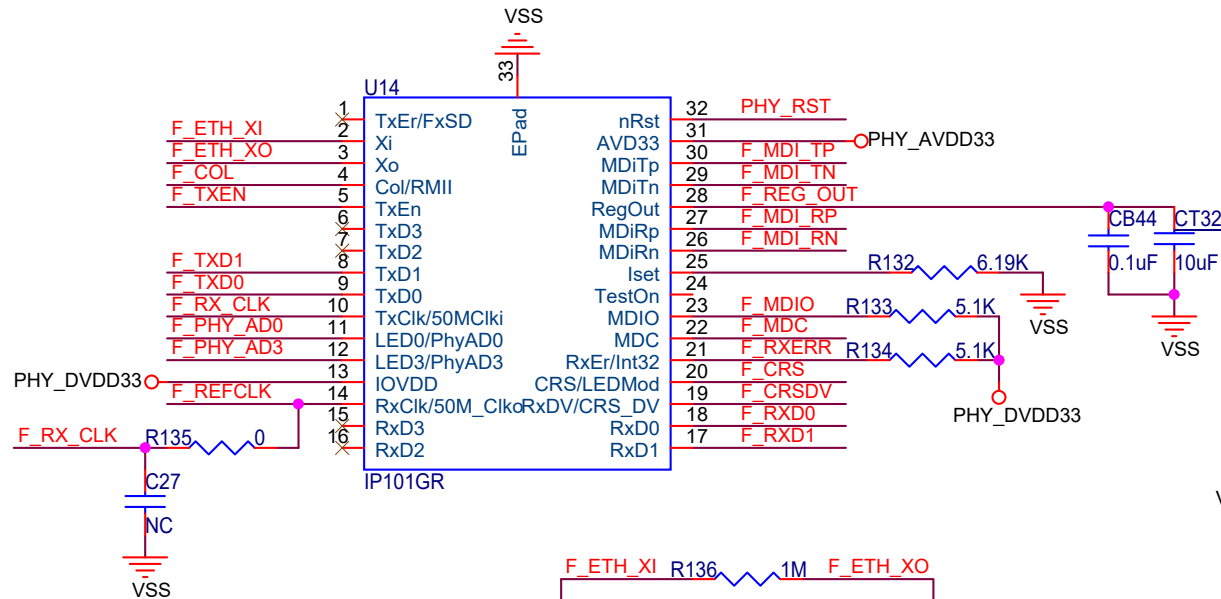 VSS
33
U14
EPad
1 TxEr/FxSD nRst 32 PHY_RST
F_ETH_XI 2 Xi AVD33 31 PHY_AVDD33
F_ETH_XO 3 Xo MDiTp 30 F_MDI_TP
F_COL 4 Col/RMII MDiTn 29 F_MDI_TN
F_TXEN 5 TxEn RegOut 28 F_REG_OUT
6 TxD3 MDiRp 27 F_MDI_RP
7 TxD2 MDiRn 26 F_MDI_RN
CB44 CT32
0.1uF 10uF
VSS
F_TXD1 8 TxD1 Iset 25 R132 6.19K
VSS
F_TXD0 9 TxD0 TestOn 24
F_RX_CLK 10 TxClk/50MClki MDIO 23 F_MDIO R133 5.1K
F_PHY_AD0 11 LED0/PhyAD0 MDC 22 F_MDC
F_PHY_AD3 12 LED3/PhyAD3 RxEr/Int32 21 F_RXERR R134 5.1K
PHY_DVDD33 13 IOVDD CRS/LEDMod 20 F_CRS
PHY_DVDD33
F_REFCLK 14 RxClk/50M_Clko RxDV/CRS_DV 19 F_CRSDV
15 RxD3 RxD0 18 F_RXD0
16 RxD2 RxD1 17 F_RXD1
F_RX_CLK R135 0
IP101GR
C27
NC
VSS
F_ETH_XI R136 1M F_ETH_XO